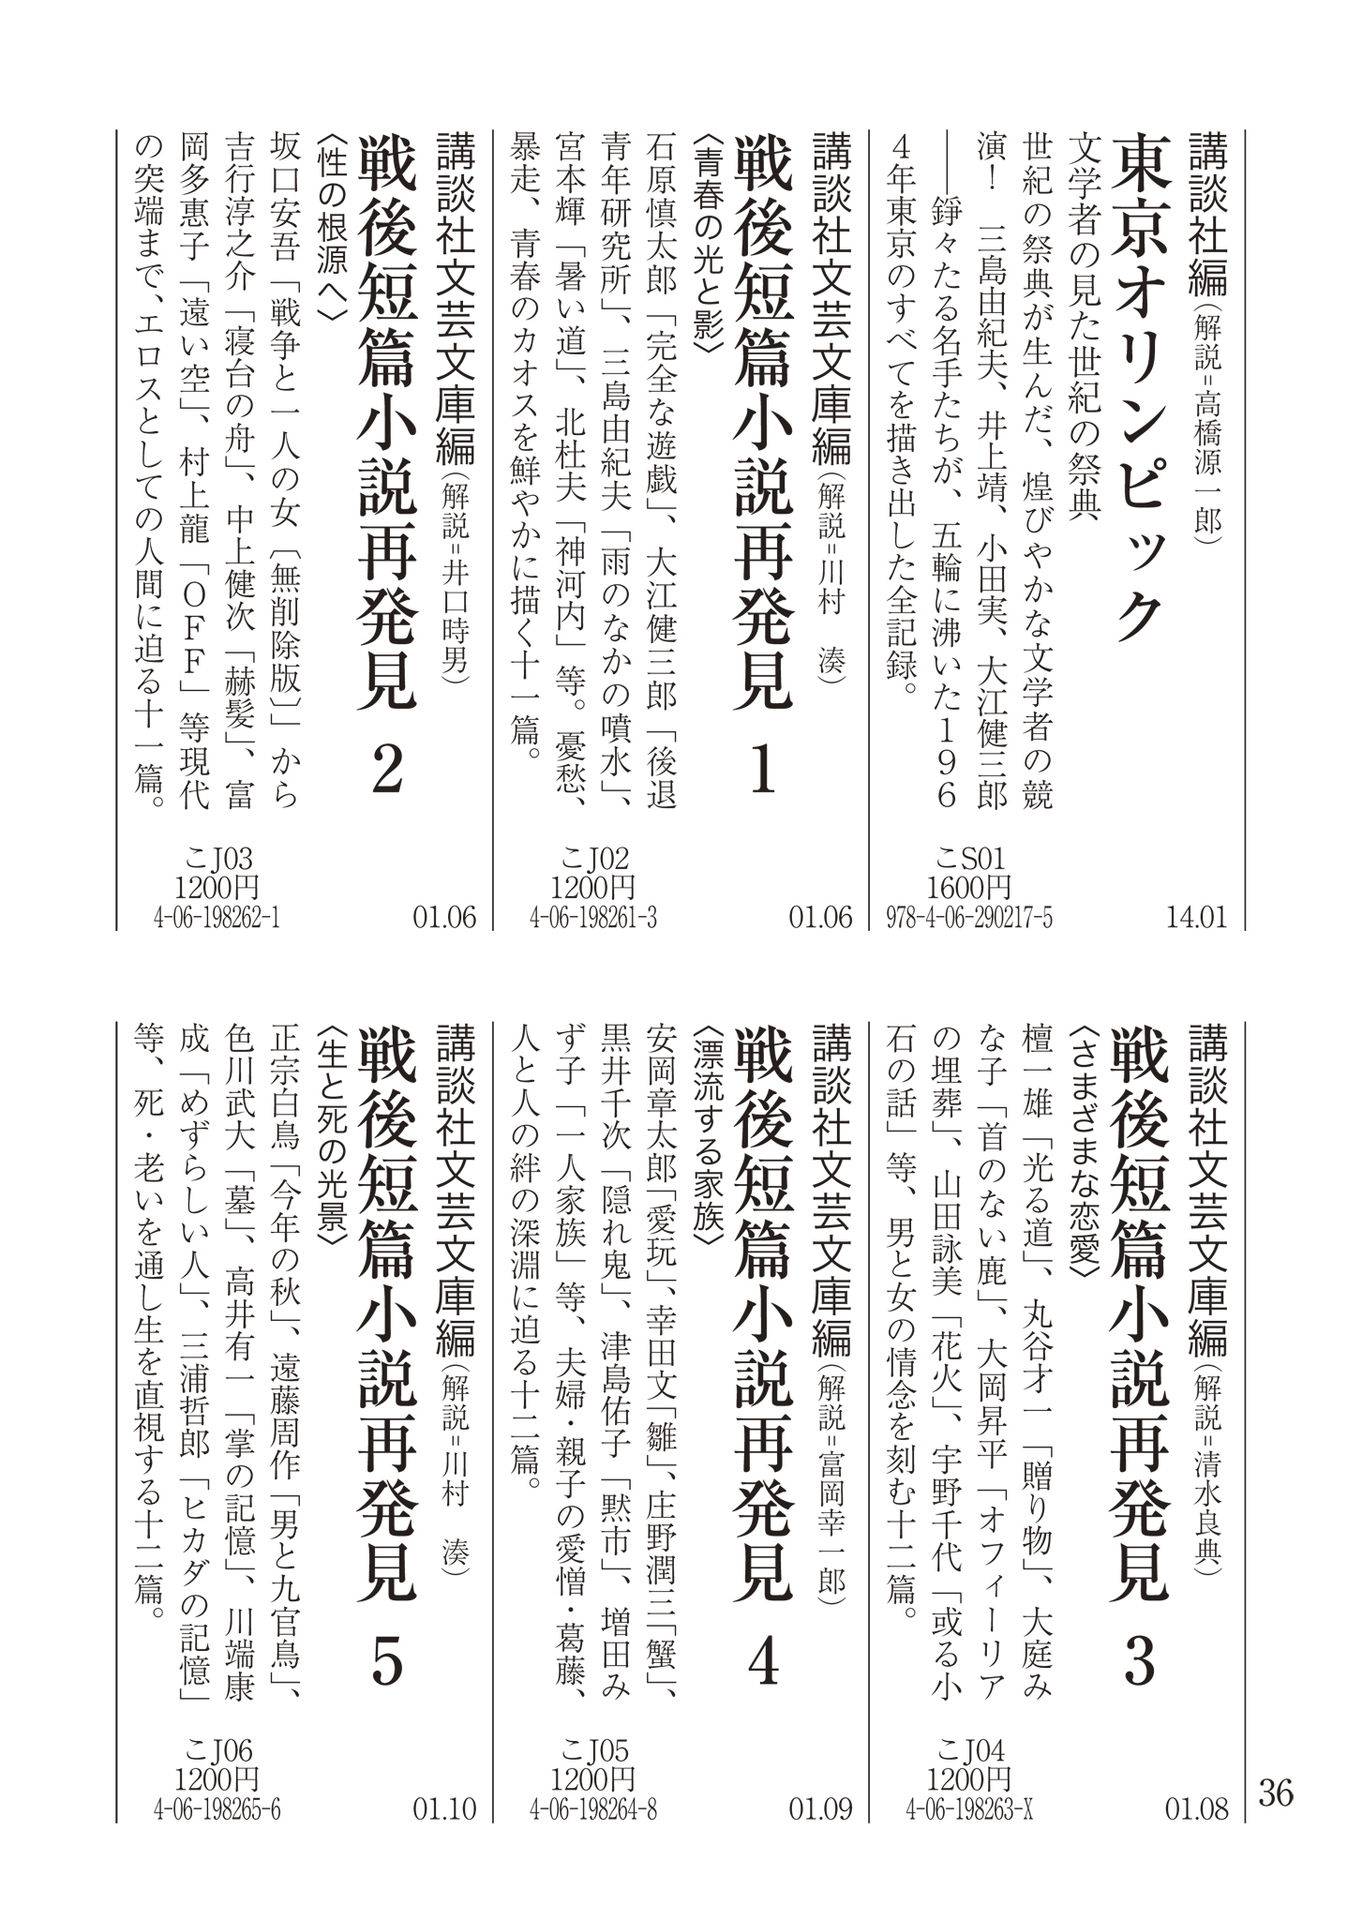 講談社編（解説＝高橋源一郎）
東京オリンピック
文学者の見た世紀の祭典
世紀の祭典が生んだ、煌びやかな文学者の競
演！　三島由紀夫、井上靖、小田実、大江健三郎
――錚々たる名手たちが、五輪に沸いた１９６
４年東京のすべてを描き出した全記録。
こS01
1600円
978-4-06-290217-5
14.01
講談社文芸文庫編（解説＝川村　湊）
戦後短篇小説再発見 1
〈青春の光と影〉
石原慎太郎「完全な遊戯」、大江健三郎「後退
青年研究所」、三島由紀夫「雨のなかの噴水」、
宮本輝「暑い道」、北杜夫「神河内」等。憂愁、
暴走、青春のカオスを鮮やかに描く十一篇。
こJ02
1200円
4-06-198261-3
01.06
講談社文芸文庫編（解説＝井口時男）
戦後短篇小説再発見 2
〈性の根源へ〉
坂口安吾「戦争と一人の女〔無削除版〕」から
吉行淳之介「寝台の舟」、中上健次「赫髪」、富
岡多惠子「遠い空」、村上龍「ＯＦＦ」等現代
の突端まで、エロスとしての人間に迫る十一篇。
こJ03
1200円
4-06-198262-1
01.06
講談社文芸文庫編（解説＝清水良典）
戦後短篇小説再発見 3
〈さまざまな恋愛〉
檀一雄「光る道」、丸谷才一「贈り物」、大庭み
な子「首のない鹿」、大岡昇平「オフィーリア
の埋葬」、山田詠美「花火」、宇野千代「或る小
石の話」等、男と女の情念を刻む十二篇。
こJ04
1200円
4-06-198263-X
01.08
講談社文芸文庫編（解説＝富岡幸一郎）
戦後短篇小説再発見 4
〈漂流する家族〉
安岡章太郎「愛玩」、幸田文「雛」、庄野潤三「蟹」、
黒井千次「隠れ鬼」、津島佑子「黙市」、増田み
ず子「一人家族」等、夫婦・親子の愛憎・葛藤、
人と人の絆の深淵に迫る十二篇。
こJ05
1200円
4-06-198264-8
01.09
講談社文芸文庫編（解説＝川村　湊）
戦後短篇小説再発見 5
〈生と死の光景〉
正宗白鳥「今年の秋」、遠藤周作「男と九官鳥」、
色川武大「墓」、高井有一「掌の記憶」、川端康
成「めずらしい人」、三浦哲郎「ヒカダの記憶」
等、死・老いを通し生を直視する十二篇。
こJ06
1200円
4-06-198265-6
01.10
36